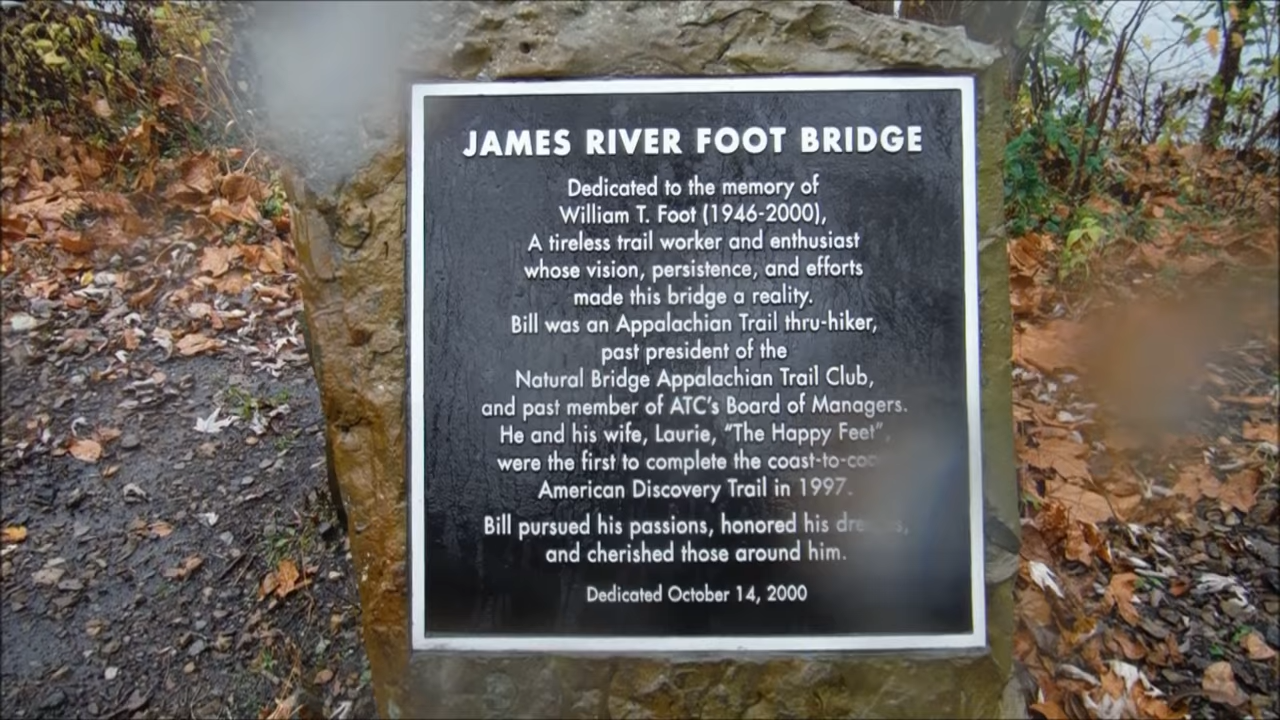 JAMES RIVER FOOT BRIDGE
Dedicated to the memory of
William T. Foot (1946-2000),
A tireless trail worker and enthusiast
whose vision, persistence, and efforts
made this bridge a reality.
Bill was an Appalachian Trail thru-hiker,
past president of the
Natural Bridge Appalachian Trail Club,
and past member of ATC's Board of Managers.
He and his wife, Laurie, "The Happy Feet",
were the first to complete the coast-to-coast
American Discovery Trail in 1997.
Bill pursued his passions, honored his dreams,
and cherished those around him.
Dedicated October 14, 2000